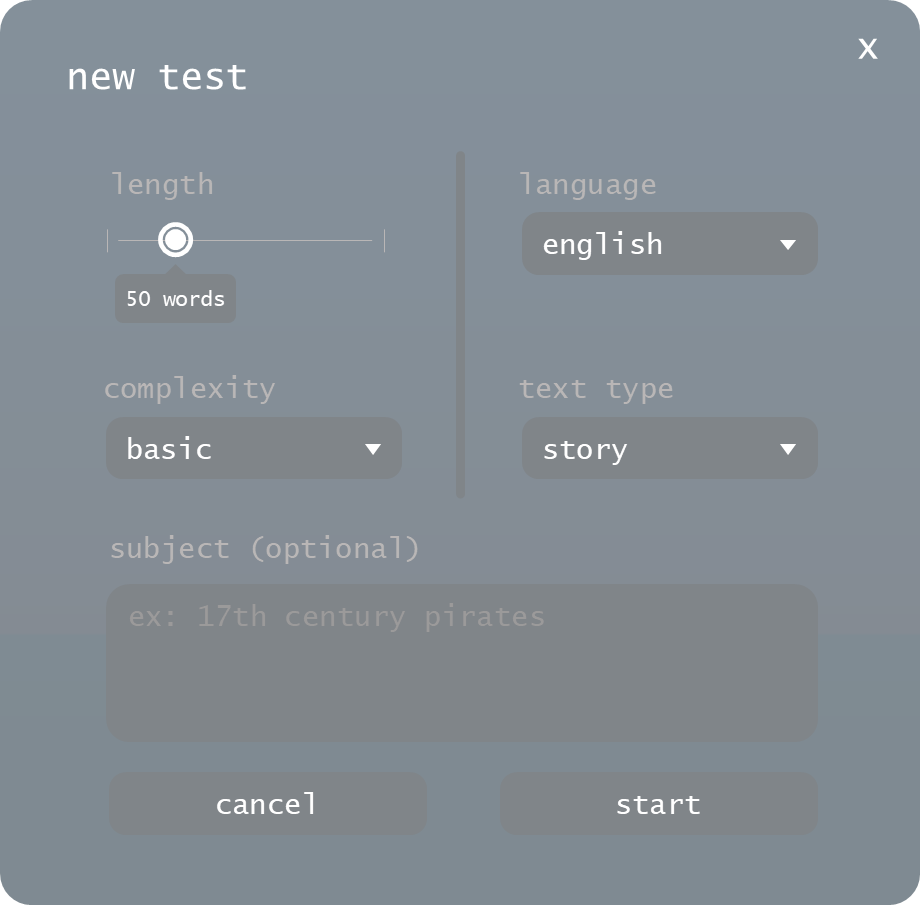 x
new test
length
language
english
50 words
complexity
text type
basic
story
subject (optional)
ex: 17th century pirates
cancel
start